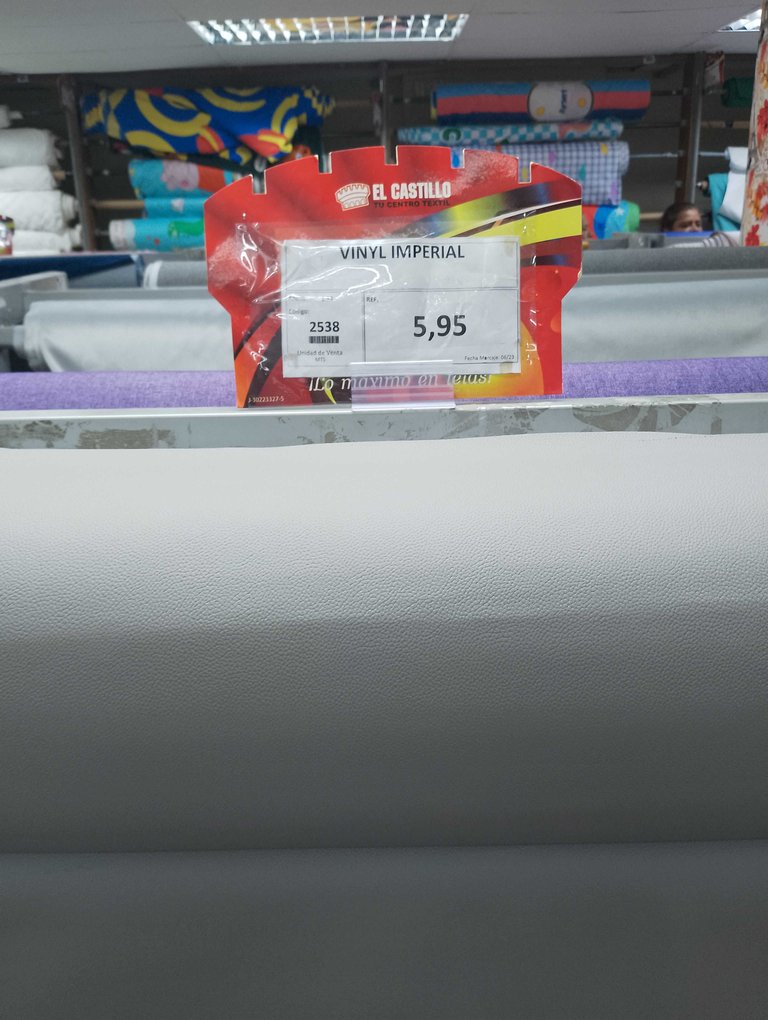 EL CASTILLO
TU CENTRO TEXTIL
VINYL IMPERIAL
Código:
REF.
2538
5,95
Unidad de Venta
MTS
Fecha Marcaje: 06/23
¡Lo máximo en telas!
J-30223327-5